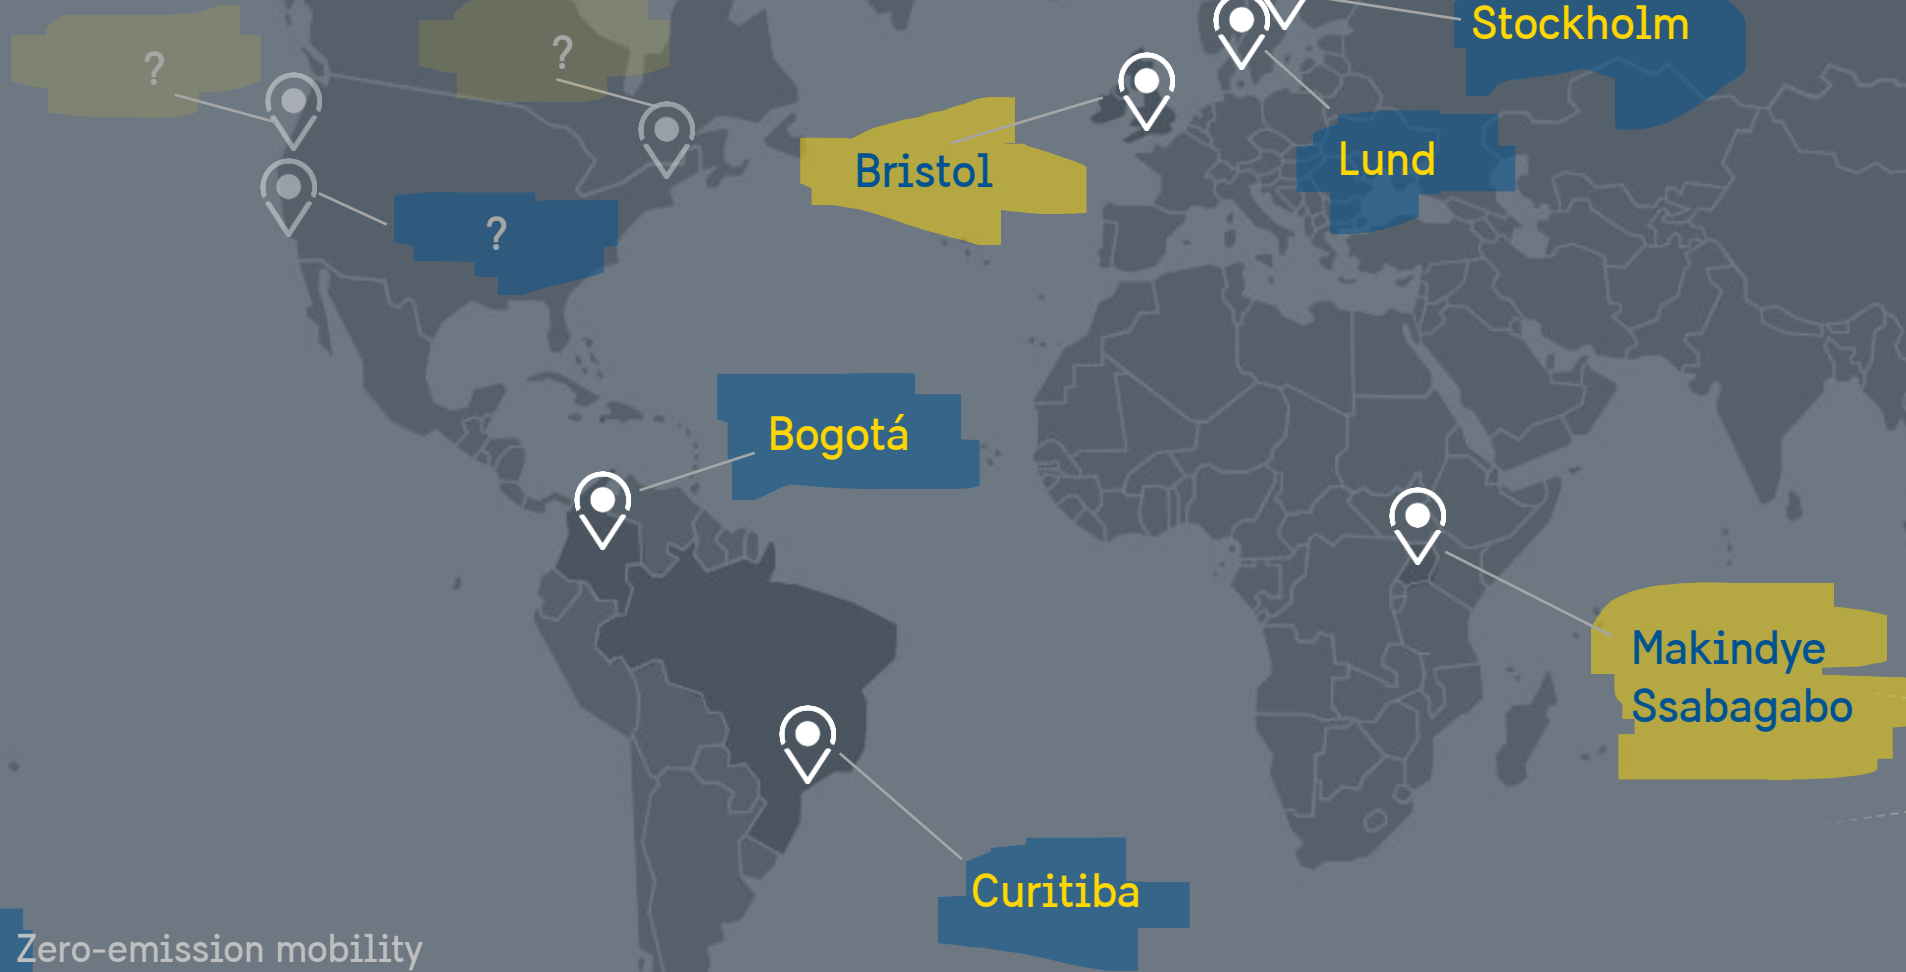 Stockholm
?
?
Bristol
Lund
?
Bogotá
Makindye
Ssabagabo
Curitiba
Zero-emission mobility